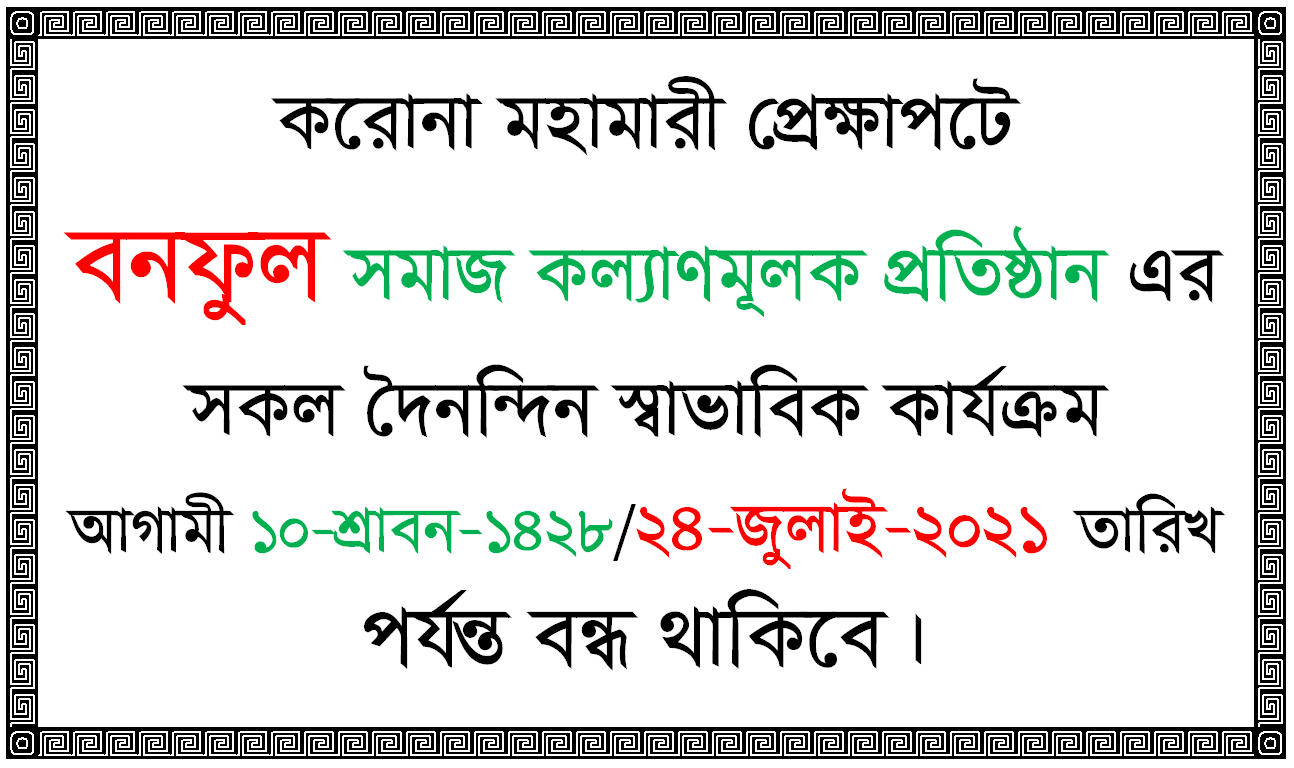 করোনা মহামারী প্রেক্ষাপটে
বনফুল সমাজ কল্যাণমূলক প্রতিষ্ঠান এর
সকল দৈনন্দিন স্বাভাবিক কার্যক্রম
আগামী ১০-শ্রাবন-১৪২৮/২৪-জুলাই-২০২১ তারিখ
পর্যন্ত বন্ধ থাকিবে ।